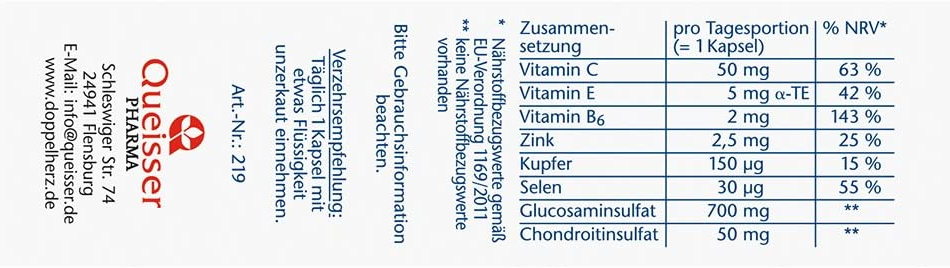 Queisser
PHARMA
Schleswiger Str. 74
24941 Flensburg
E-Mail: info@queisser.de
www.doppelherz.de
Art.-Nr.: 219
Verzehrsempfehlung:
Täglich 1 Kapsel mit
etwas Flüssigkeit
unzerkaut einnehmen.
Bitte Gebrauchsinformation
beachten.
* Nährstoffbezugswerte gemäß
EU-Verordnung 1169/2011
** keine Nährstoffbezugswerte
vorhanden
Zusammen- pro Tagesportion % NRV*
setzung (= 1 Kapsel)
Vitamin C 50 mg 63 %
Vitamin E 5 mg α-TE 42 %
Vitamin B6 2 mg 143 %
Zink 2,5 mg 25 %
Kupfer 150 µg 15 %
Selen 30 µg 55 %
Glucosaminsulfat 700 mg **
Chondroitinsulfat 50 mg **